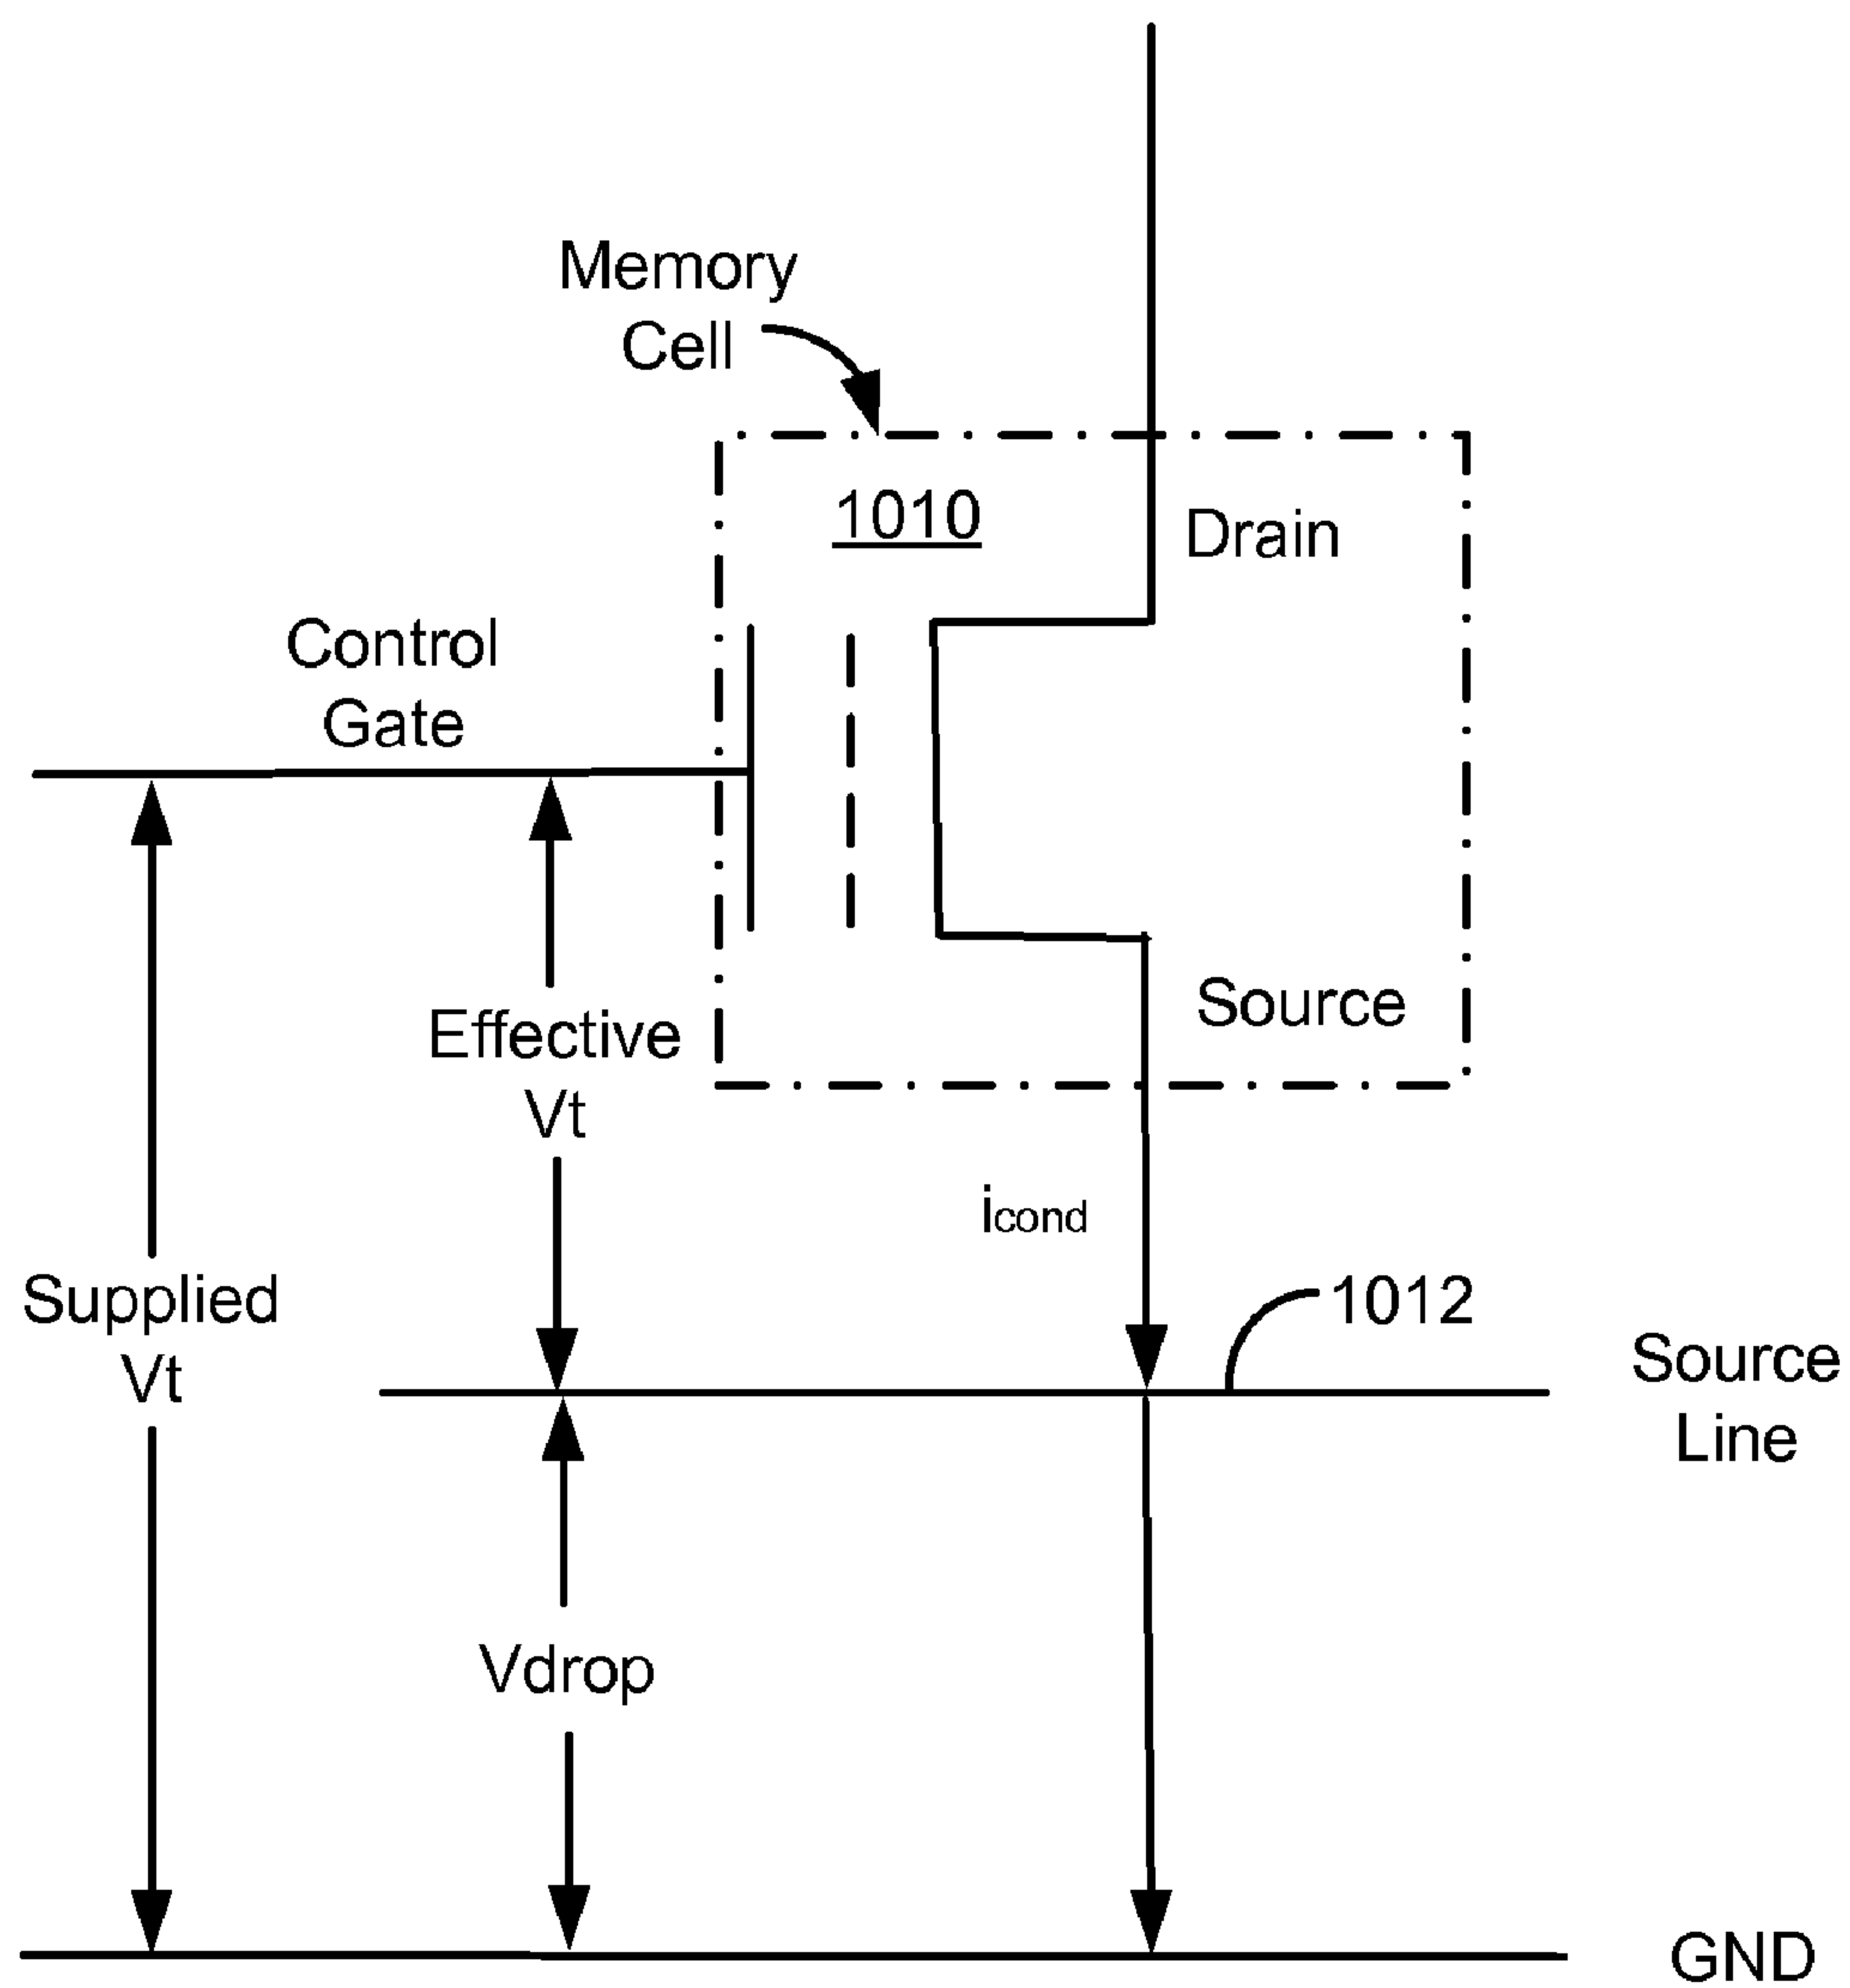 Memory
Cell
1010
Drain
Control
Gate
Source
Effective
Vt
icond
Supplied
Vt
1012
Source
Line
Vdrop
GND